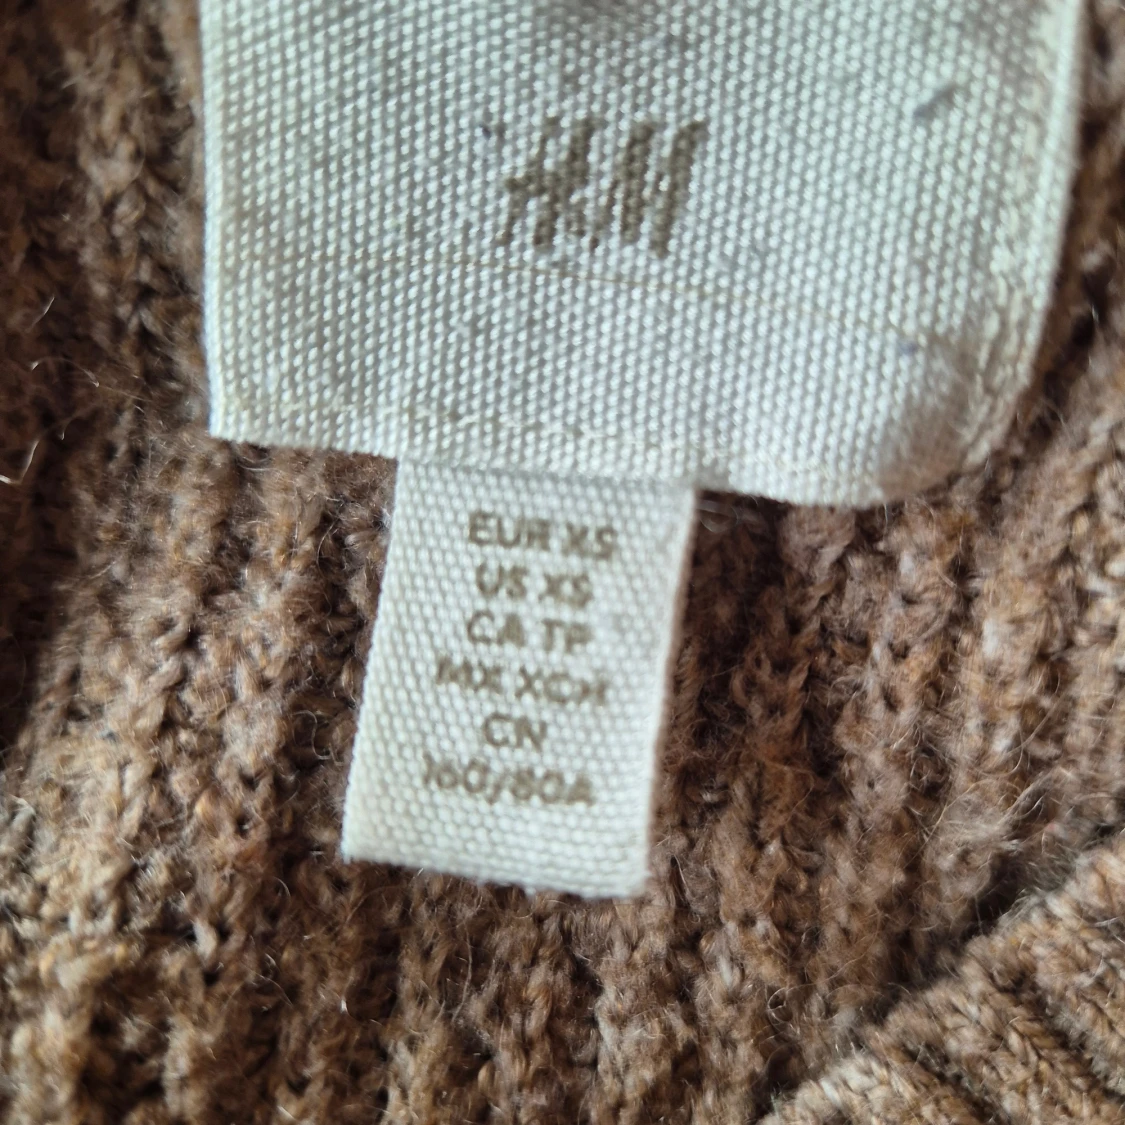 H&M
EUR XS
US XS
CA TP
MX XCH
CN
160/80A